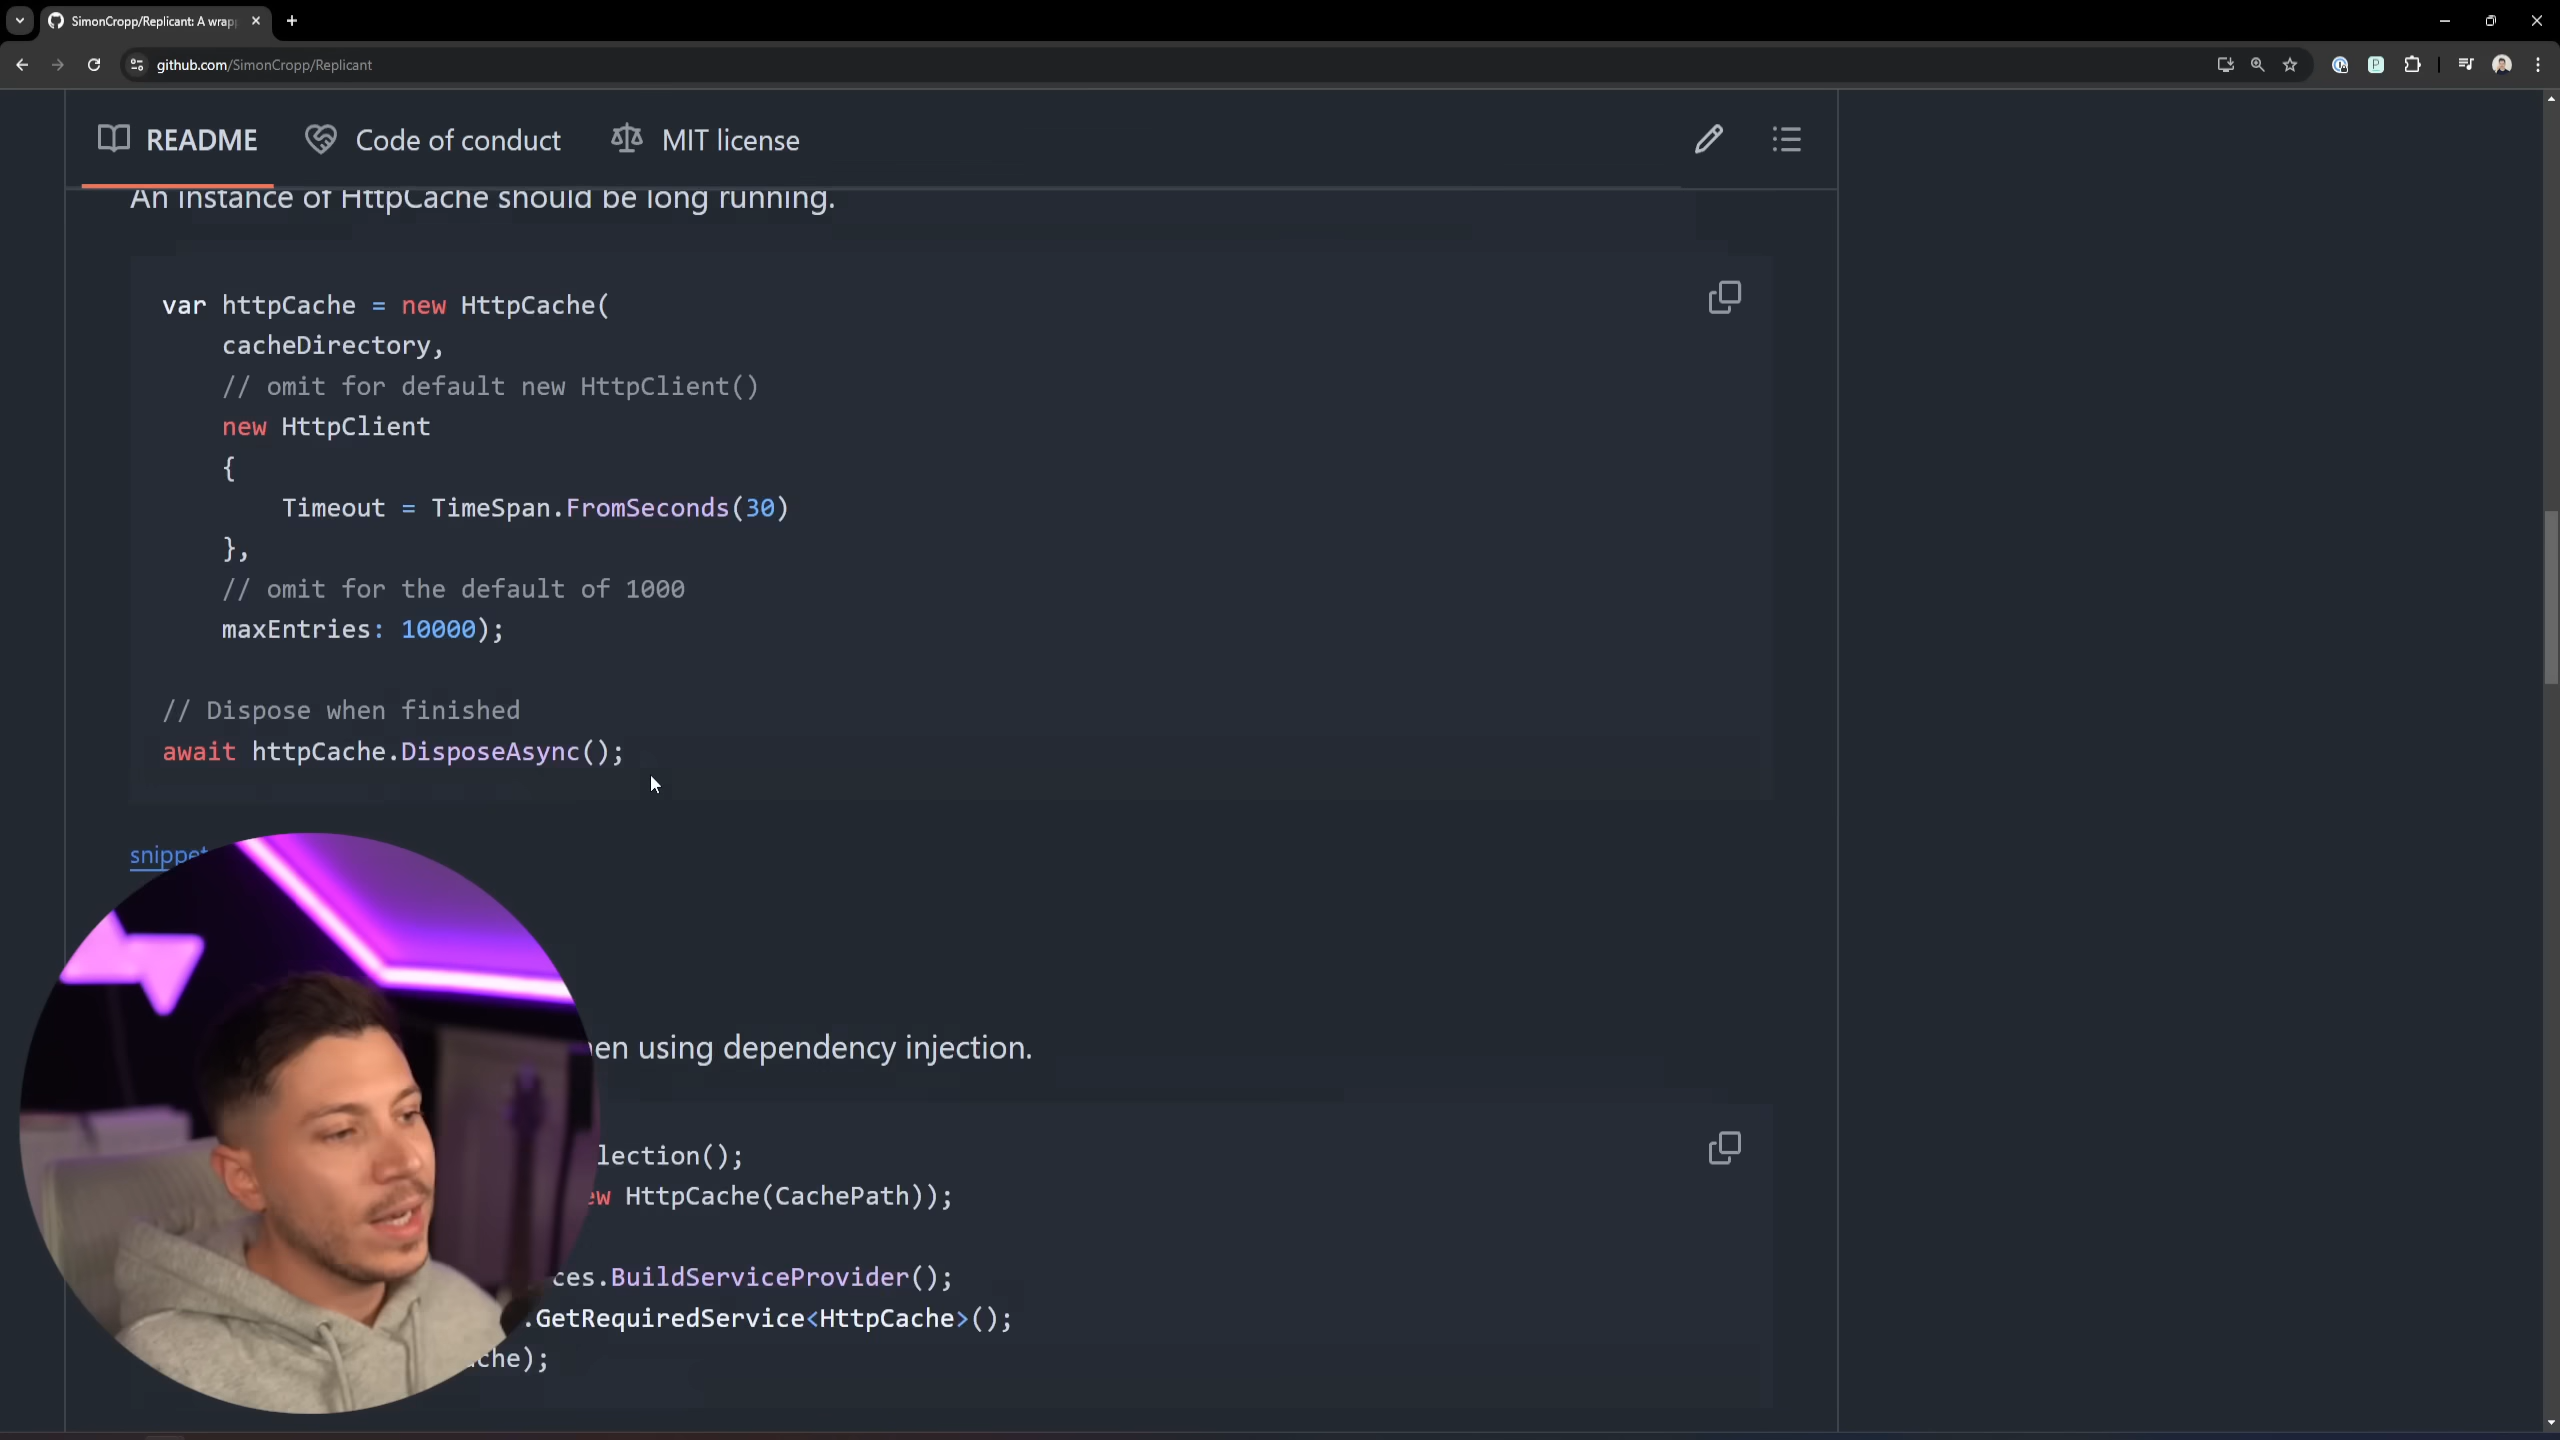 SimonCropp/Replicant: A wrap
github.com/SimonCropp/Replicant
README
Code of conduct
MIT license
An instance of HttpCache should be long running.
var httpCache = new HttpCache(
cacheDirectory,
// omit for default new HttpClient()
new HttpClient
{
Timeout = TimeSpan.FromSeconds(30)
},
// omit for the default of 1000
maxEntries: 10000);
// Dispose when finished
await httpCache.DisposeAsync();
snippet
using dependency injection.
lection();
HttpCache(CachePath));
ces.BuildServiceProvider();
.GetRequiredService<HttpCache>();
che);